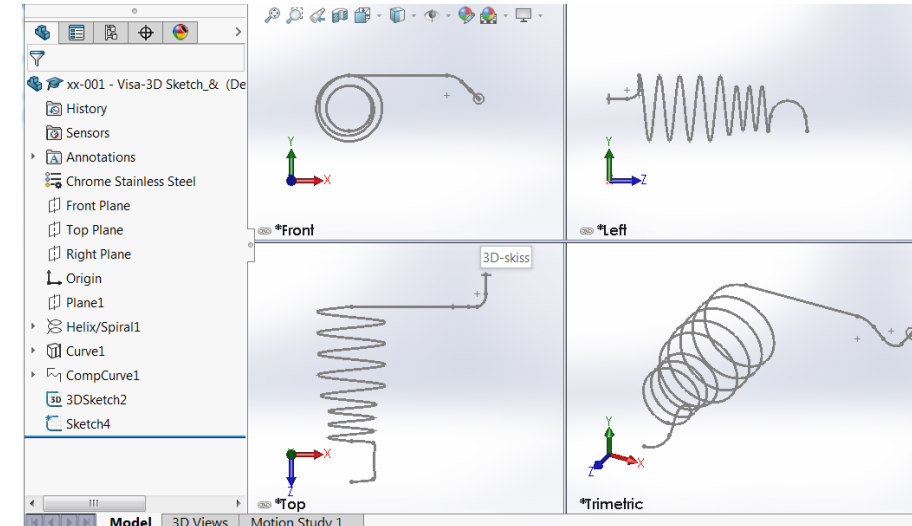 xx-001 - Visa-3D Sketch_& (De
History
Sensors
Annotations
Chrome Stainless Steel
Front Plane
Top Plane
Right Plane
Origin
Plane1
Helix/Spiral1
Curve1
CompCurve1
3D 3DSketch2
Sketch4
Y
X
*Front
Y
Z
*Left
3D-skiss
X
Z
*Top
Y
X
Z
*Trimetric
Model 3D Views Motion Study 1